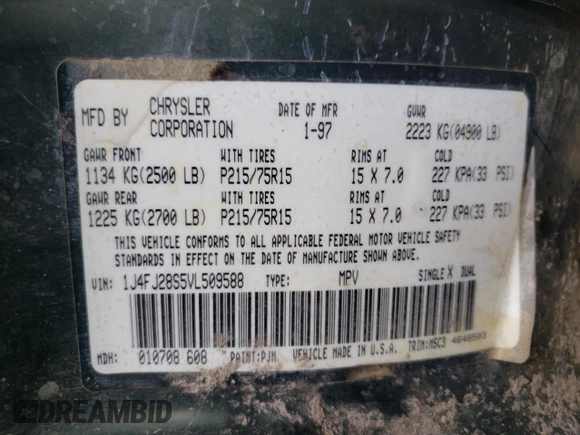 MFD BY CHRYSLER CORPORATION DATE OF MFR 1-97 GVWR 2223 KG(04900 LB)
GAWR FRONT WITH TIRES RIMS AT COLD
1134 KG(2500 LB) P215/75R15 15 X 7.0 227 KPA(33 PSI)
GAWR REAR WITH TIRES RIMS AT COLD
1225 KG(2700 LB) P215/75R15 15 X 7.0 227 KPA(33 PSI)
THIS VEHICLE CONFORMS TO ALL APPLICABLE FEDERAL MOTOR VEHICLE SAFETY
STANDARDS IN EFFECT ON THE DATE OF MANUFACTURE SHOWN ABOVE.
VIN: 1J4FJ28S5VL509588 TYPE: MPV SINGLE X DUAL
MDH: 010708 608 PAINT:PJM VEHICLE MADE IN U.S.A. TRIM:MSC3 4648503
DREAMBID